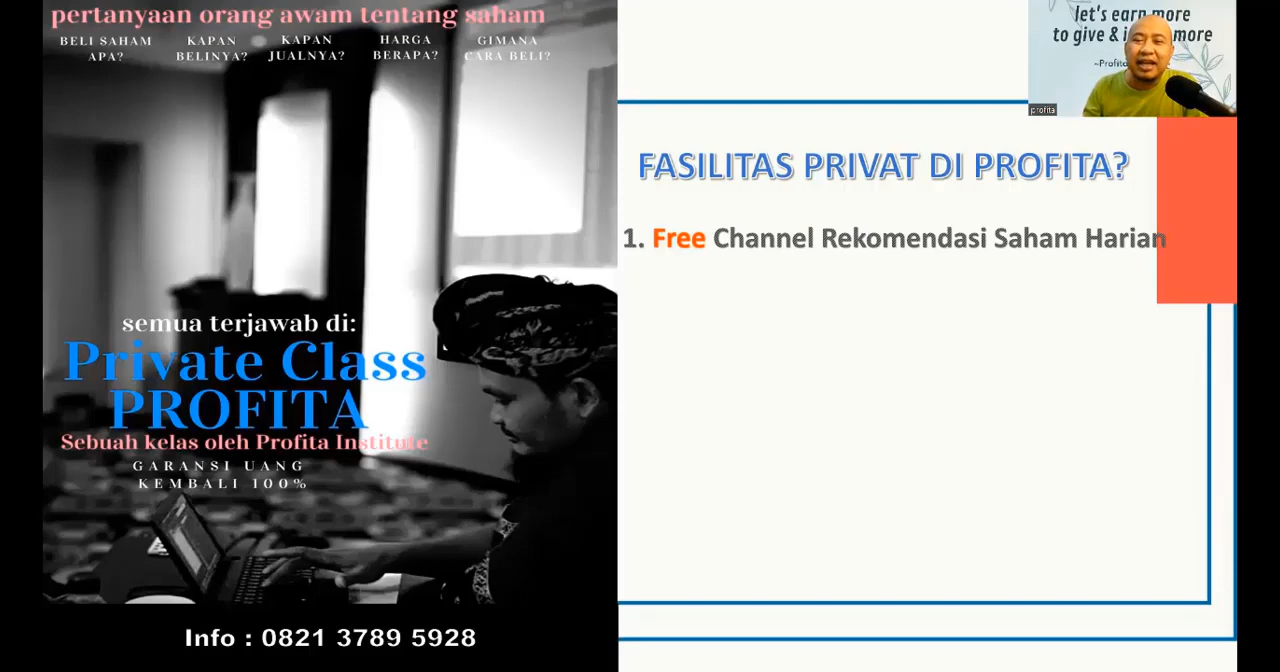 pertanyaan orang awam tentang saham
BELI SAHAM APA?
KAPAN BELINYA?
KAPAN JUALNYA?
HARGA BERAPA?
GIMANA CARA BELI?
semua terjawab di:
Private Class
PROFITA
Sebuah kelas oleh Profita Institute
GARANSI UANG
KEMBALI 100%
Info : 0821 3789 5928
let's earn more
to give & more
~Profita
profita
FASILITAS PRIVAT DI PROFITA?
1. Free Channel Rekomendasi Saham Harian